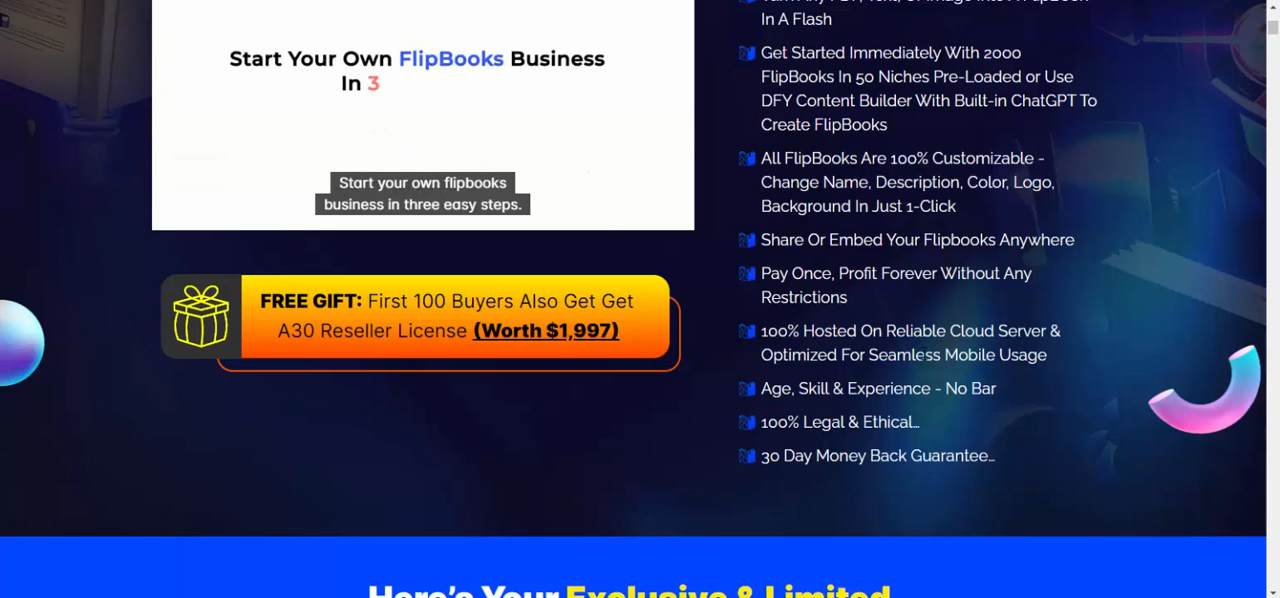 Start Your Own FlipBooks Business
In 3
Start your own flipbooks
business in three easy steps.
FREE GIFT: First 100 Buyers Also Get Get
A30 Reseller License (Worth $1,997)
In A Flash
Get Started Immediately With 2000
FlipBooks In 50 Niches Pre-Loaded or Use
DFY Content Builder With Built-in ChatGPT To
Create FlipBooks
All FlipBooks Are 100% Customizable -
Change Name, Description, Color, Logo,
Background In Just 1-Click
Share Or Embed Your Flipbooks Anywhere
Pay Once, Profit Forever Without Any
Restrictions
100% Hosted On Reliable Cloud Server &
Optimized For Seamless Mobile Usage
Age, Skill & Experience - No Bar
100% Legal & Ethical...
30 Day Money Back Guarantee...
Here's Your Exclusive & Limited